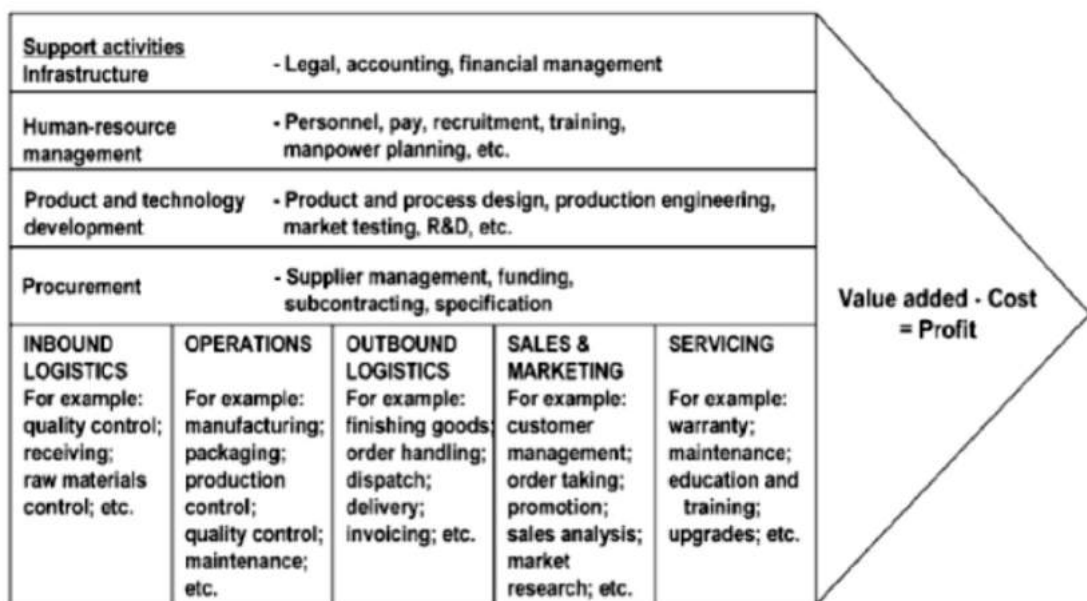 Support activities
Infrastructure
- Legal, accounting, financial management
Human-resource
management
- Personnel, pay, recruitment, training,
manpower planning, etc.
Product and technology
development
- Product and process design, production engineering,
market testing, R&D, etc.
Procurement
- Supplier management, funding,
subcontracting, specification
INBOUND
LOGISTICS
For example:
quality control;
receiving;
raw materials
control; etc.
OPERATIONS
For example:
manufacturing;
packaging;
production
control;
quality control;
maintenance;
etc.
OUTBOUND
LOGISTICS
For example:
finishing goods;
order handling;
dispatch;
delivery;
invoicing; etc.
SALES &
MARKETING
For example:
customer
management;
order taking;
promotion;
sales analysis;
market
research; etc.
SERVICING
For example:
warranty;
maintenance;
education and
training;
upgrades; etc.
Value added - Cost
= Profit